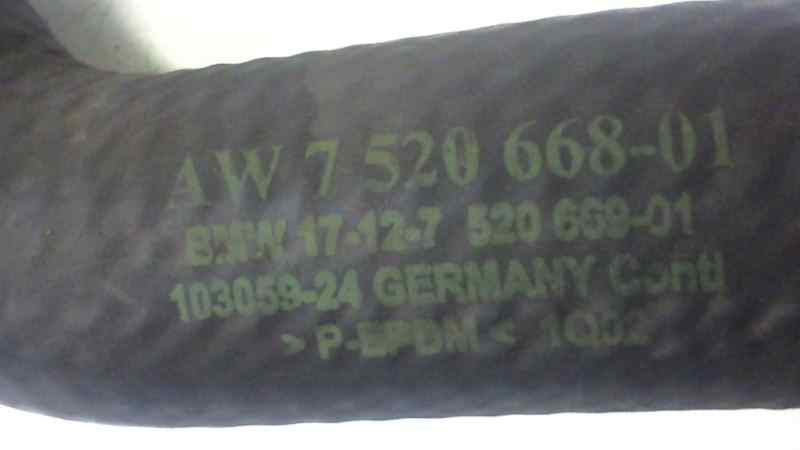 AW 7 520 668-01
BMW 17-12-7 520 669-01
103059-24 GERMANY Conti
> P-EPDM < 1Q02